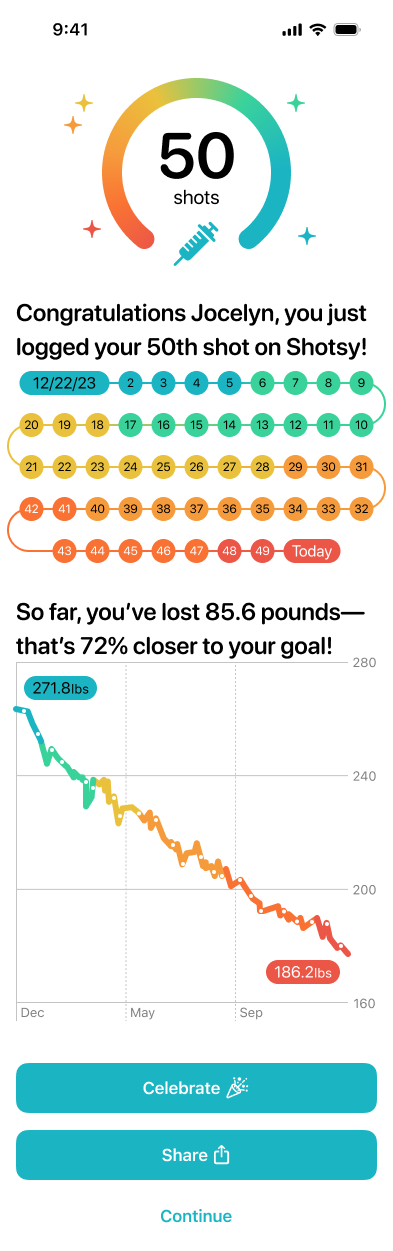 9:41
50
shots
Congratulations Jocelyn, you just
logged your 50th shot on Shotsy!
12/22/23 2 3 4 5 6 7 8 9
20 19 18 17 16 15 14 13 12 11 10
21 22 23 24 25 26 27 28 29 30 31
42 41 40 39 38 37 36 35 34 33 32
43 44 45 46 47 48 49 Today
So far, you’ve lost 85.6 pounds—
that’s 72% closer to your goal!
280
271.8lbs
240
200
186.2lbs
160
Dec May Sep
Celebrate
Share
Continue